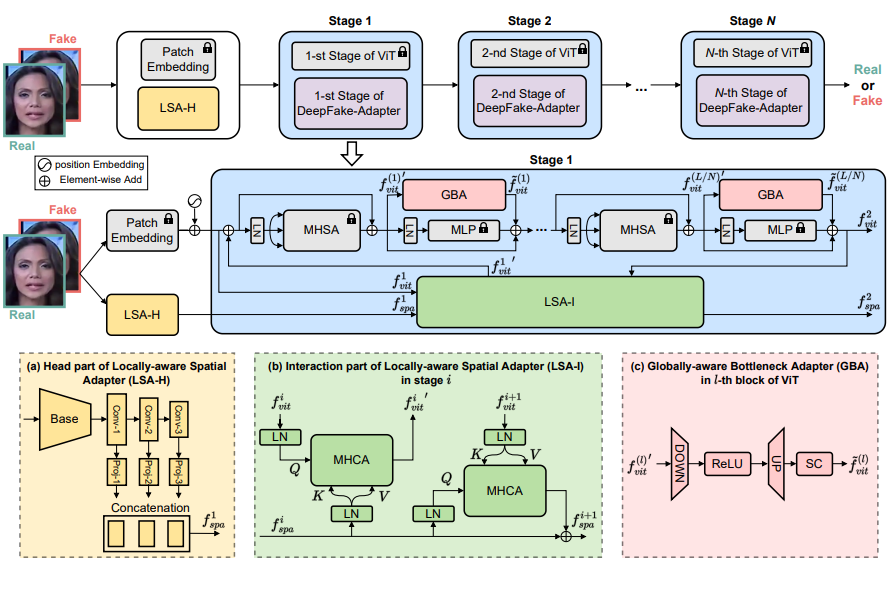 Stage 1
Stage 2
Stage N
Fake
Real
Patch
Embedding
LSA-H
1-st Stage of ViT
1-st Stage of
DeepFake-Adapter
2-nd Stage of ViT
2-nd Stage of
DeepFake-Adapter
...
N-th Stage of ViT
N-th Stage of
DeepFake-Adapter
Real
or
Fake
position Embedding
Element-wise Add
Stage 1
Fake
Real
Patch
Embedding
LSA-H
LN
MHSA
f_{vit}^{(1)'}
GBA
\tilde{f}_{vit}^{(1)}
LN
MLP
...
LN
MHSA
f_{vit}^{(L/N)'}
GBA
\tilde{f}_{vit}^{(L/N)}
LN
MLP
f_{vit}^{2}
f_{vit}^{1}'
f_{vit}^{1}
f_{spa}^{1}
LSA-I
f_{spa}^{2}
(a) Head part of Locally-aware Spatial
Adapter (LSA-H)
Base
Conv-1
Conv-2
Conv-3
Proj-1
Proj-2
Proj-3
Concatenation
f_{spa}^{1}
(b) Interaction part of Locally-aware Spatial Adapter (LSA-I)
in stage i
f_{vit}^{i}
f_{vit}^{i}'
f_{vit}^{i+1}
LN
LN
MHCA
Q
K
V
K
V
Q
MHCA
LN
LN
f_{spa}^{i}
f_{spa}^{i+1}
(c) Globally-aware Bottleneck Adapter (GBA)
in l-th block of ViT
f_{vit}^{(l)'}
DOWN
ReLU
UP
SC
\tilde{f}_{vit}^{(l)}